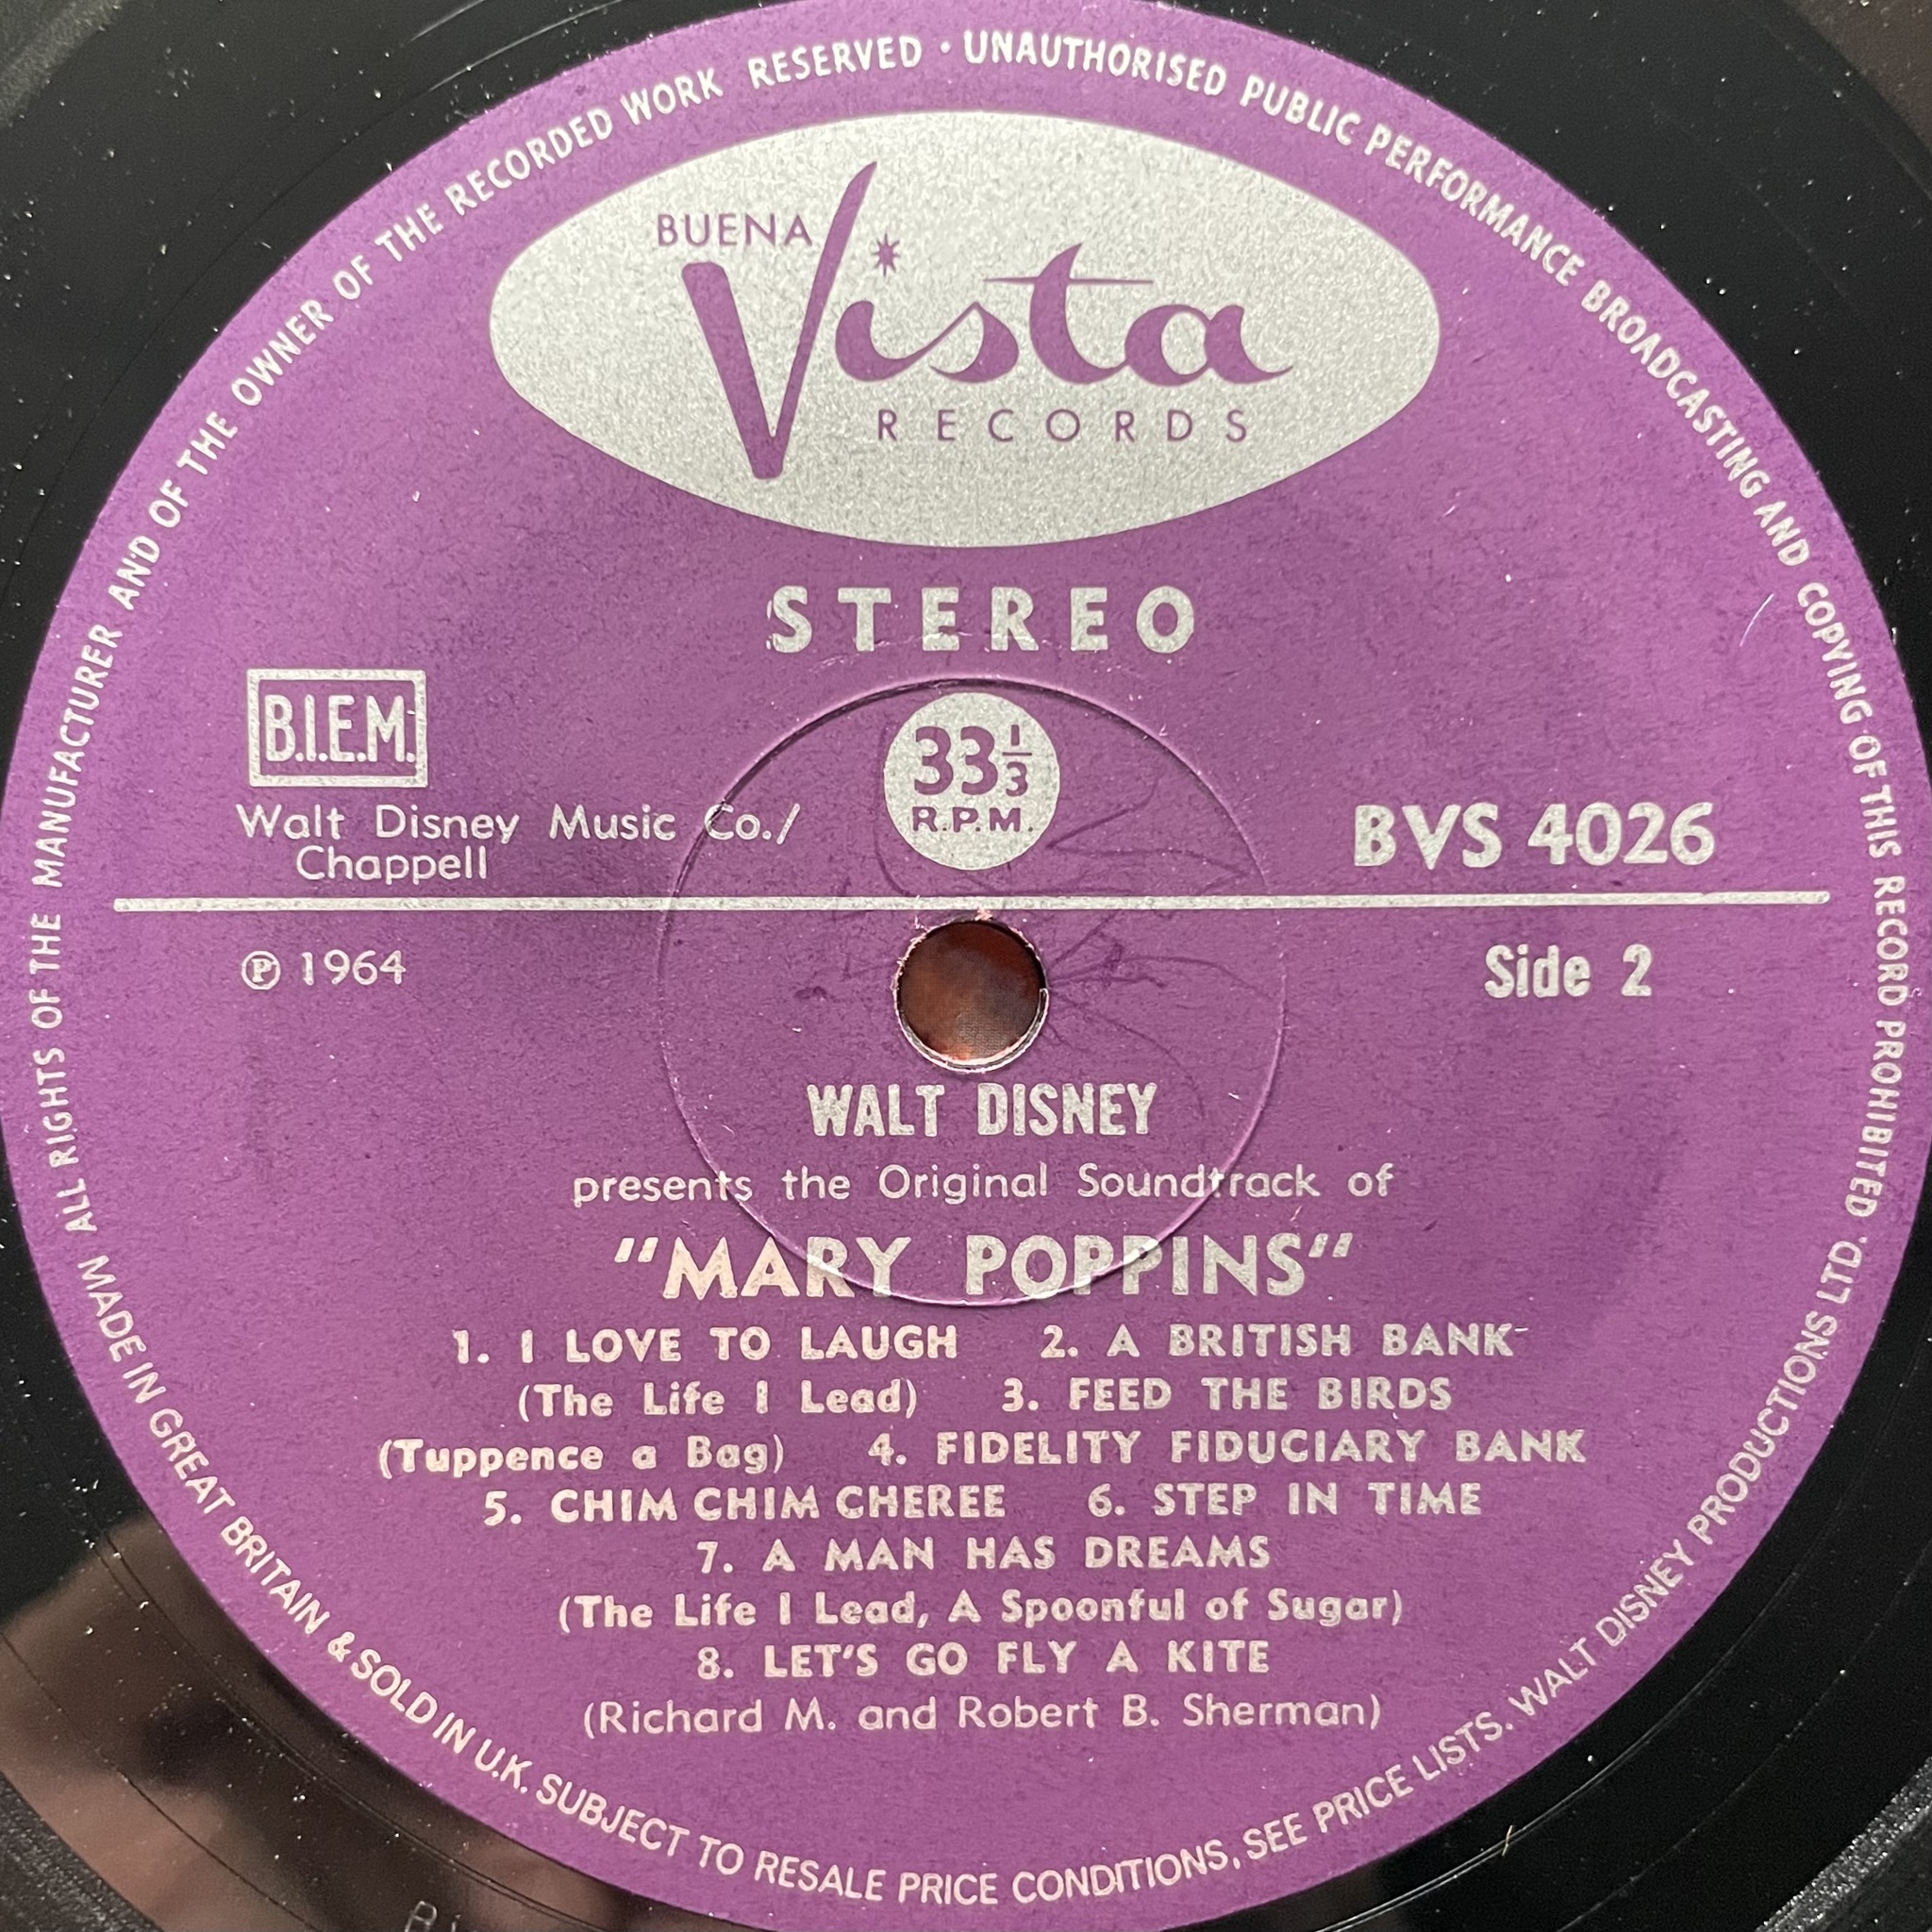 ALL RIGHTS OF THE MANUFACTURER AND OF THE OWNER OF THE RECORDED WORK RESERVED · UNAUTHORISED PUBLIC PERFORMANCE BROADCASTING AND COPYING OF THIS RECORD PROHIBITED
BUENA
Vista
RECORDS
STEREO
B.I.E.M.
33 1/3
R.P.M.
Walt Disney Music Co./
Chappell
BVS 4026
℗ 1964
Side 2
WALT DISNEY
presents the Original Soundtrack of
"MARY POPPINS"
1. I LOVE TO LAUGH 2. A BRITISH BANK
(The Life I Lead) 3. FEED THE BIRDS
(Tuppence a Bag) 4. FIDELITY FIDUCIARY BANK
5. CHIM CHIM CHEREE 6. STEP IN TIME
7. A MAN HAS DREAMS
(The Life I Lead, A Spoonful of Sugar)
8. LET'S GO FLY A KITE
(Richard M. and Robert B. Sherman)
MADE IN GREAT BRITAIN & SOLD IN U.K. SUBJECT TO RESALE PRICE CONDITIONS, SEE PRICE LISTS. WALT DISNEY PRODUCTIONS LTD.